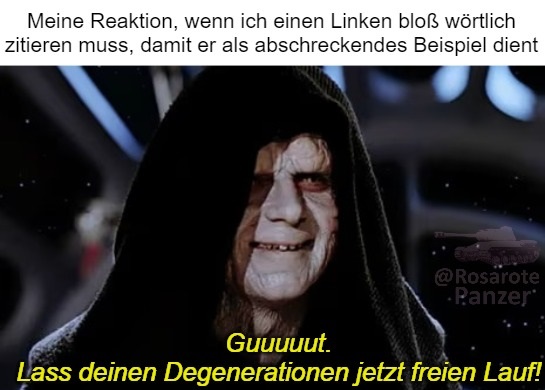 Meine Reaktion, wenn ich einen Linken bloß wörtlich
zitieren muss, damit er als abschreckendes Beispiel dient
@Rosarote
Panzer
Guuuuut.
Lass deinen Degenerationen jetzt freien Lauf!